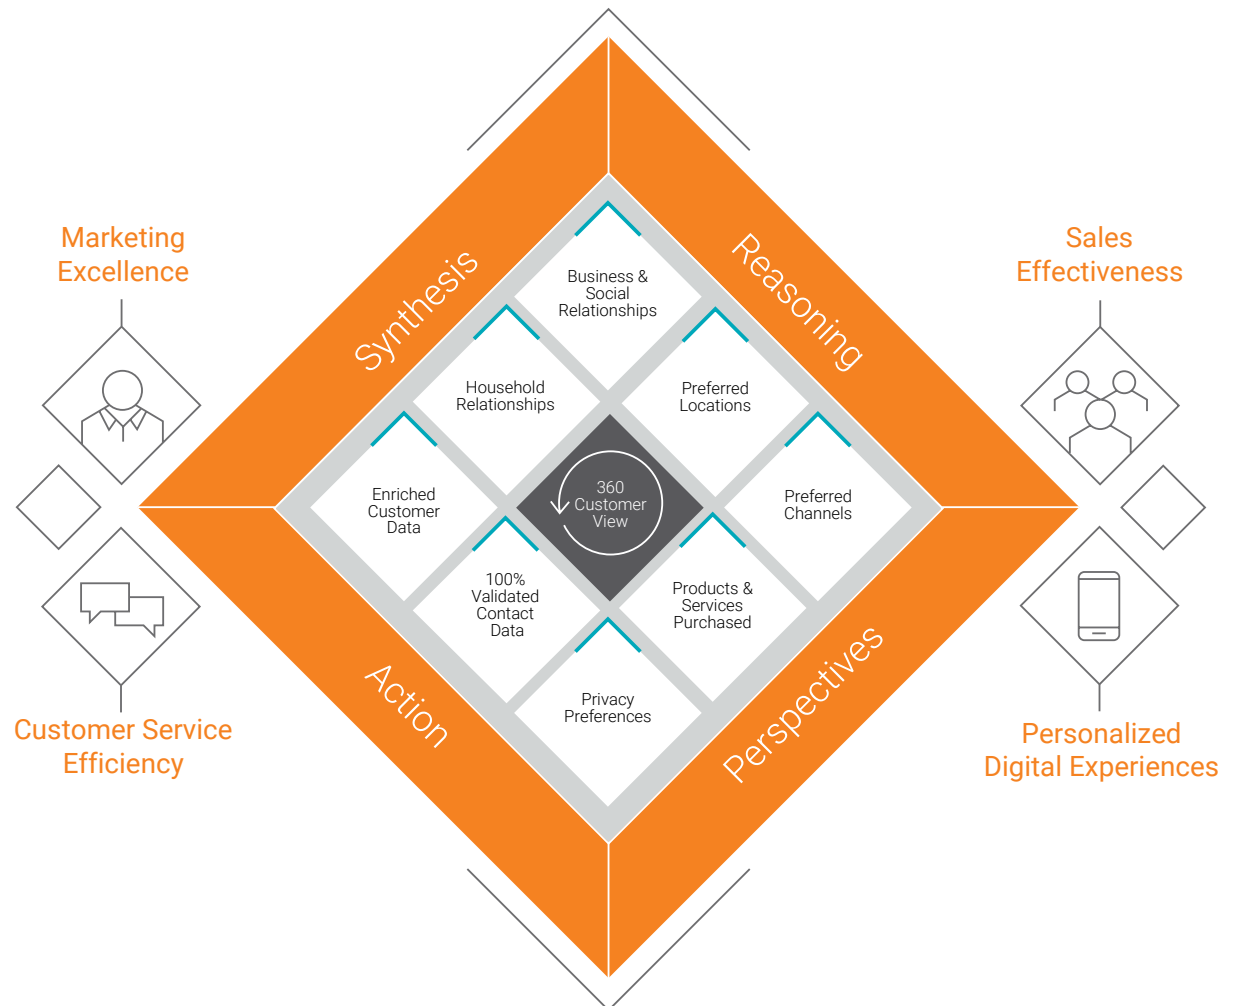 Marketing
Excellence
Sales
Effectiveness
Synthesis
Reasoning
Business &
Social
Relationships
Household
Relationships
Preferred
Locations
Enriched
Customer
Data
360
Customer
View
Preferred
Channels
100%
Validated
Contact
Data
Products &
Services
Purchased
Privacy
Preferences
Action
Perspectives
Customer Service
Efficiency
Personalized
Digital Experiences